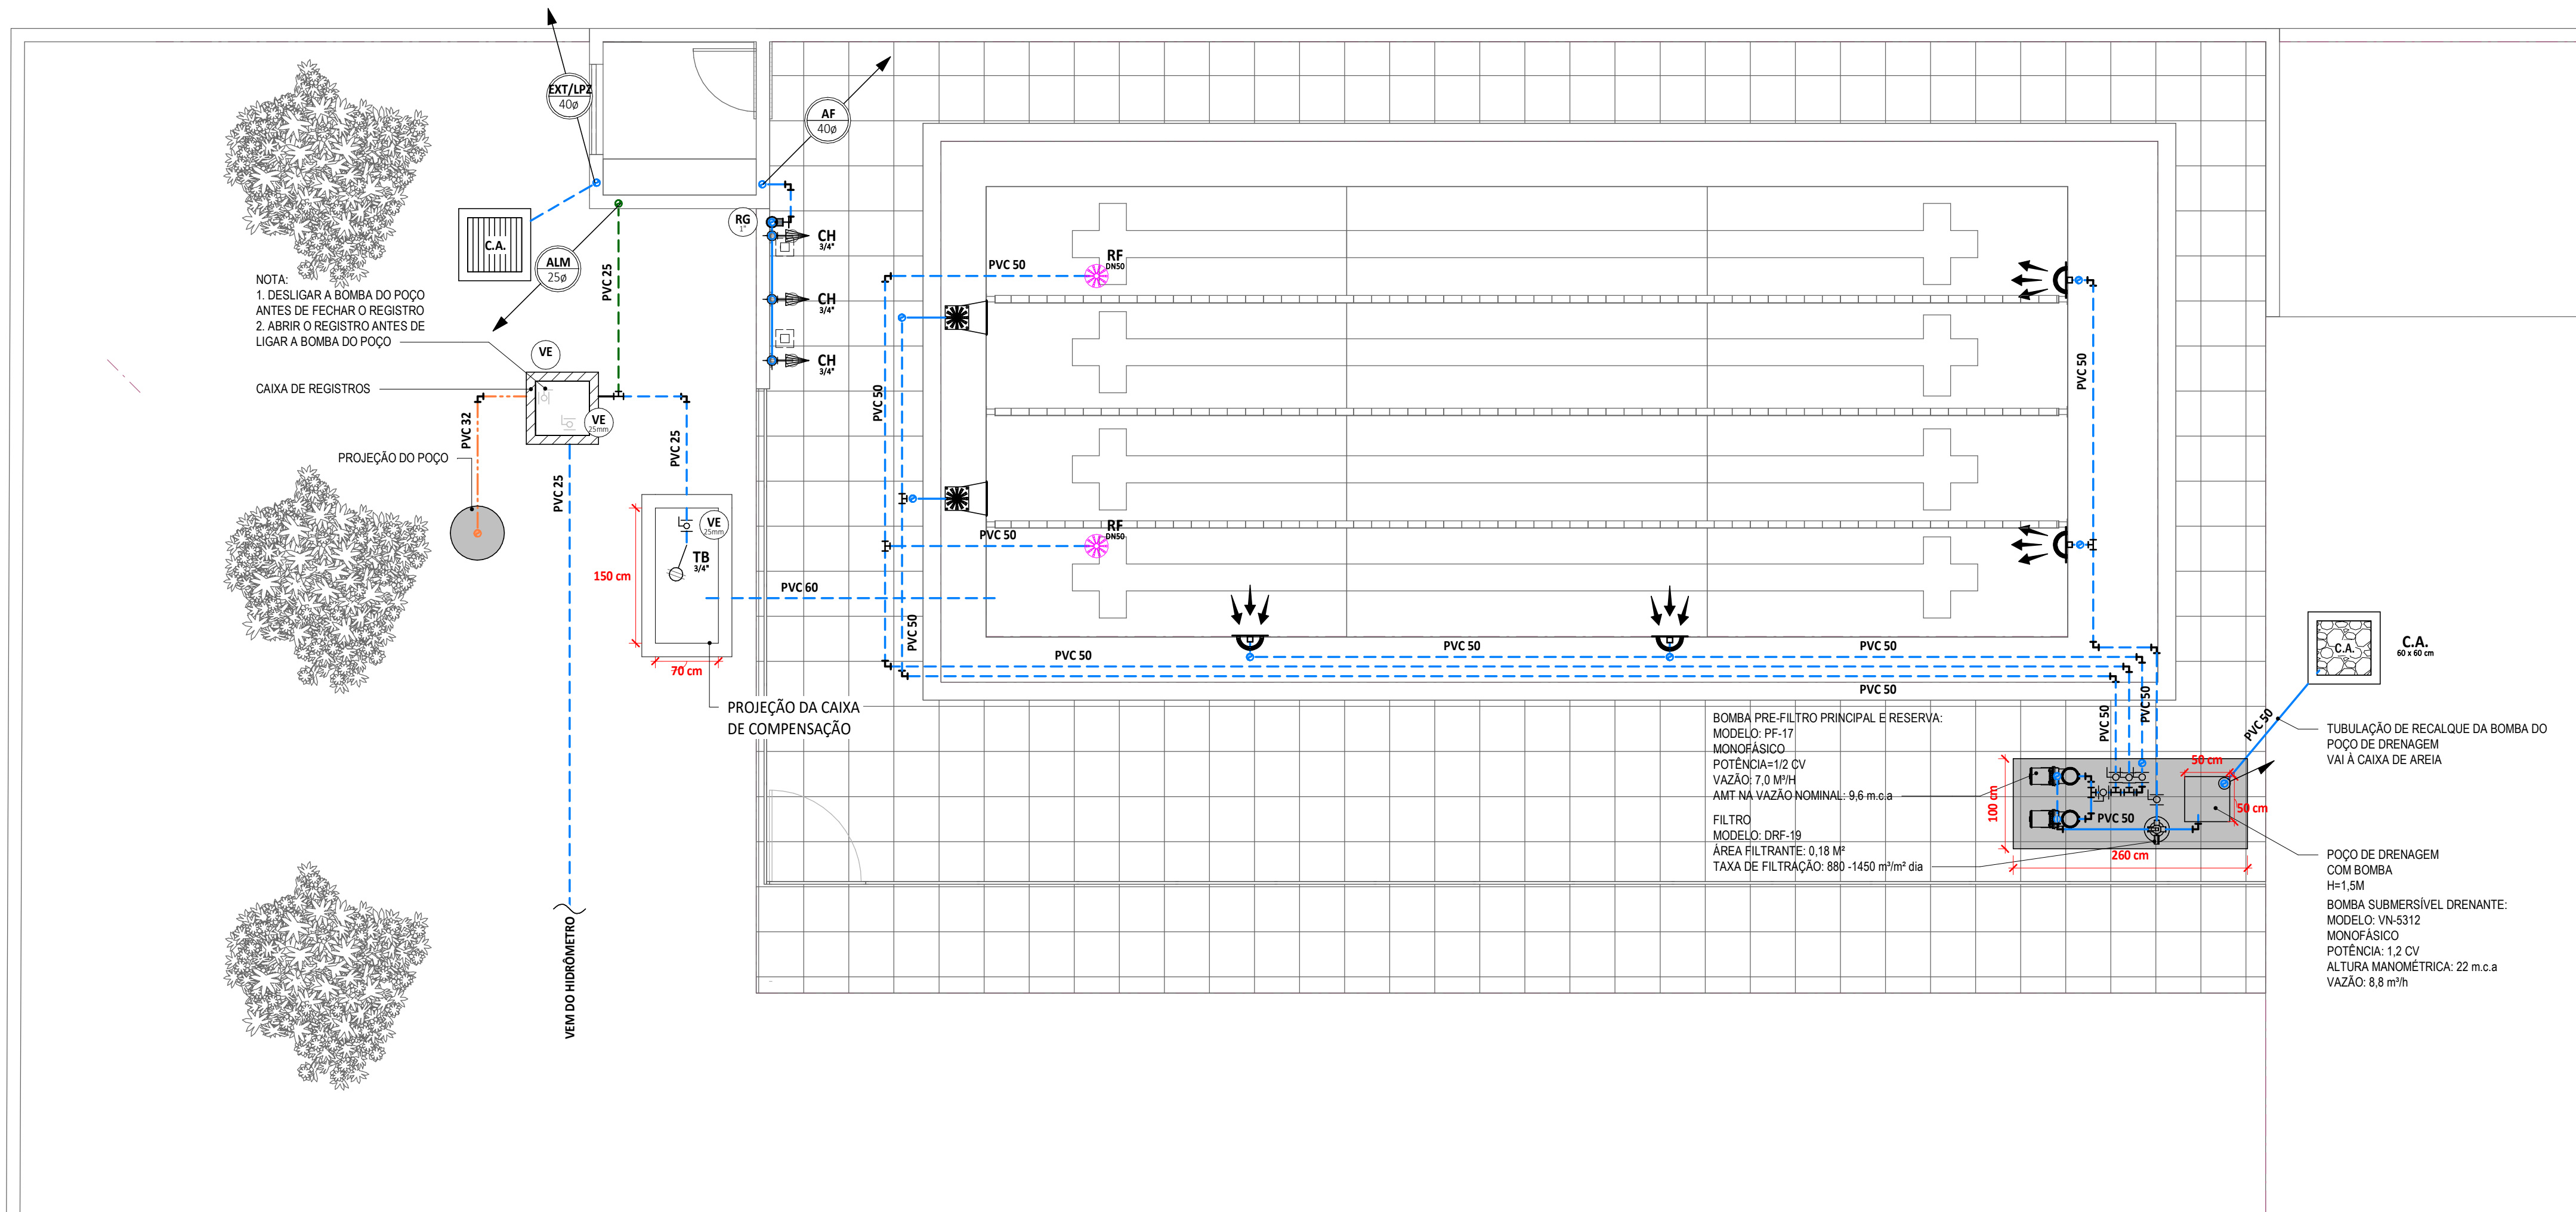 EXT/LPZ
40ø
AF
40ø
C.A.
ALM
25ø
PVC 25
RG
1"
CH
3/4"
CH
3/4"
CH
3/4"
NOTA:
1. DESLIGAR A BOMBA DO POÇO
ANTES DE FECHAR O REGISTRO
2. ABRIR O REGISTRO ANTES DE
LIGAR A BOMBA DO POÇO
CAIXA DE REGISTROS
VE
VE
25mm
PVC 32
PROJEÇÃO DO POÇO
PVC 25
PVC 25
VEM DO HIDRÔMETRO
VE
25mm
TB
3/4"
150 cm
70 cm
PROJEÇÃO DA CAIXA
DE COMPENSAÇÃO
PVC 60
PVC 50
RF
DN50
PVC 50
PVC 50
RF
DN50
PVC 50
PVC 50
PVC 50
PVC 50
PVC 50
PVC 50
PVC 50
PVC 50
PVC 50
BOMBA PRE-FILTRO PRINCIPAL E RESERVA:
MODELO: PF-17
MONOFÁSICO
POTÊNCIA=1/2 CV
VAZÃO: 7,0 M³/H
AMT NA VAZÃO NOMINAL: 9,6 m.c.a
FILTRO
MODELO: DRF-19
ÁREA FILTRANTE: 0,18 M²
TAXA DE FILTRAÇÃO: 880 -1450 m³/m² dia
100 cm
260 cm
50 cm
50 cm
PVC 50
C.A.
C.A.
60 x 60 cm
TUBULAÇÃO DE RECALQUE DA BOMBA DO
POÇO DE DRENAGEM
VAI À CAIXA DE AREIA
POÇO DE DRENAGEM
COM BOMBA
H=1,5M
BOMBA SUBMERSÍVEL DRENANTE:
MODELO: VN-5312
MONOFÁSICO
POTÊNCIA: 1,2 CV
ALTURA MANOMÉTRICA: 22 m.c.a
VAZÃO: 8,8 m³/h